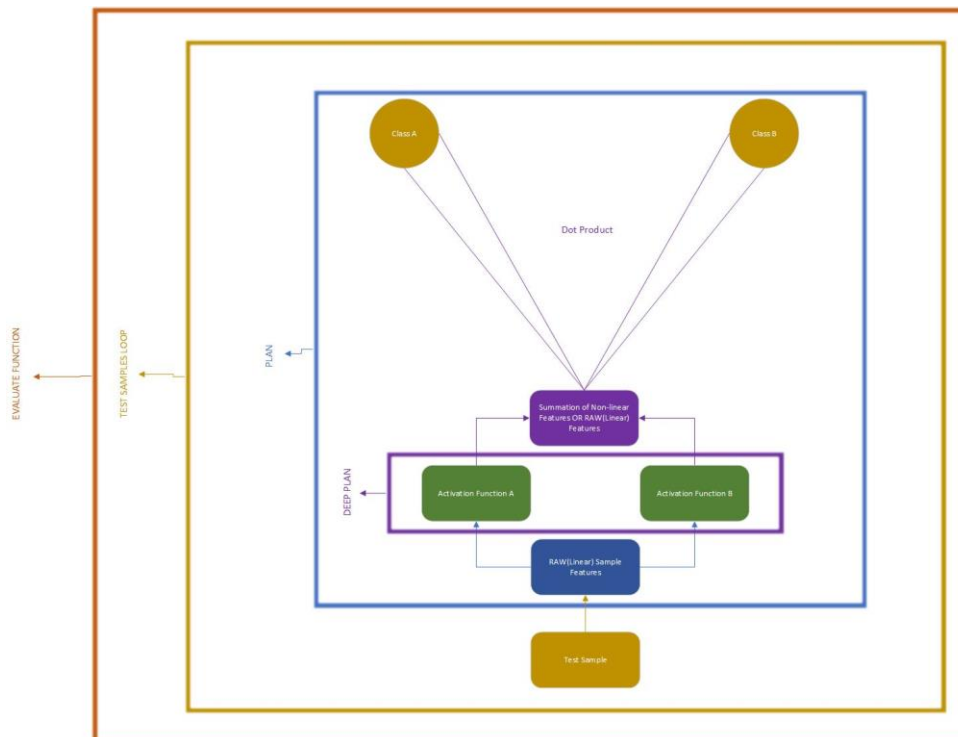 Class A
Class B
Dot Product
EVALUATE FUNCTION
TEST SAMPLES LOOP
PLAN
Summation of Non-linear
Features OR RAW(Linear)
Features
DEEP PLAN
Activation Function A
Activation Function B
RAW(Linear) Sample
Features
Test Sample